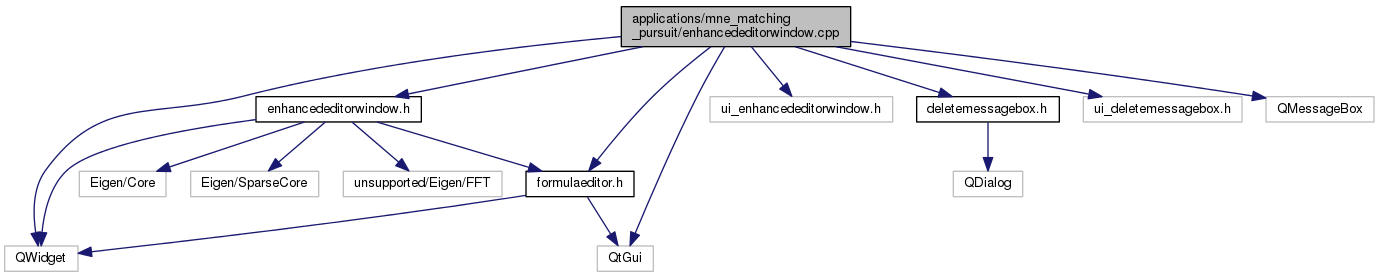 applications/mne_matching
_pursuit/enhancededitorwindow.cpp
enhancededitorwindow.h
ui_enhancededitorwindow.h
deletemessagebox.h
ui_deletemessagebox.h
QMessageBox
Eigen/Core
Eigen/SparseCore
unsupported/Eigen/FFT
formulaeditor.h
QDialog
QWidget
QtGui